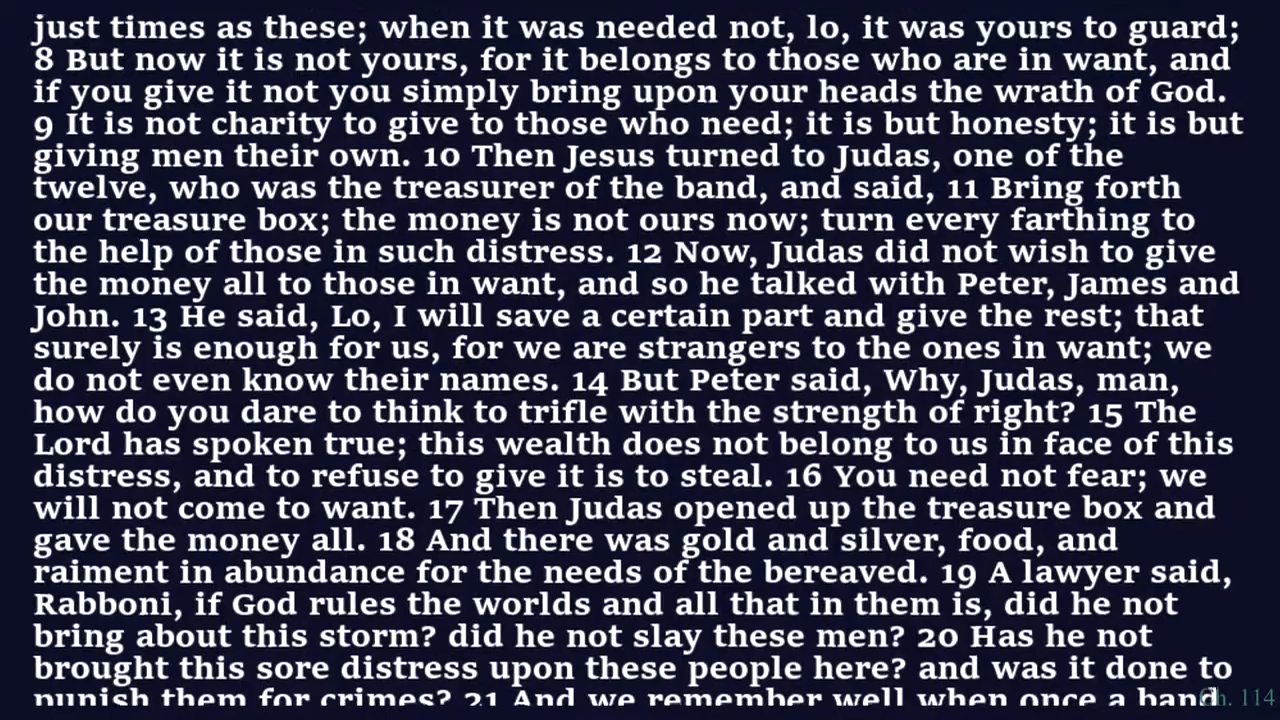 just times as these; when it was needed not, lo, it was yours to guard;
8 But now it is not yours, for it belongs to those who are in want, and
if you give it not you simply bring upon your heads the wrath of God.
9 It is not charity to give to those who need; it is but honesty; it is but
giving men their own. 10 Then Jesus turned to Judas, one of the
twelve, who was the treasurer of the band, and said, 11 Bring forth
our treasure box; the money is not ours now; turn every farthing to
the help of those in such distress. 12 Now, Judas did not wish to give
the money all to those in want, and so he talked with Peter, James and
John. 13 He said, Lo, I will save a certain part and give the rest; that
surely is enough for us, for we are strangers to the ones in want; we
do not even know their names. 14 But Peter said, Why, Judas, man,
how do you dare to think to trifle with the strength of right? 15 The
Lord has spoken true; this wealth does not belong to us in face of this
distress, and to refuse to give it is to steal. 16 You need not fear; we
will not come to want. 17 Then Judas opened up the treasure box and
gave the money all. 18 And there was gold and silver, food, and
raiment in abundance for the needs of the bereaved. 19 A lawyer said,
Rabboni, if God rules the worlds and all that in them is, did he not
bring about this storm? did he not slay these men? 20 Has he not
brought this sore distress upon these people here? and was it done to
punish them for crimes? 21 And we remember well when once a band
Ch. 114